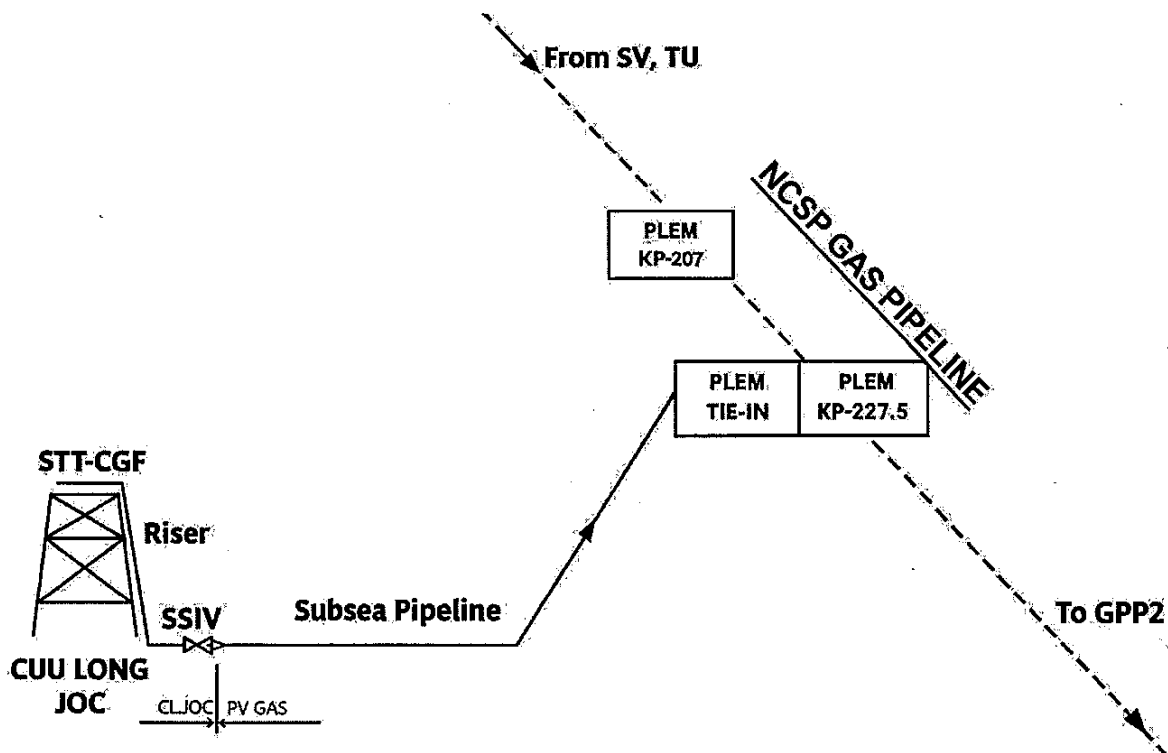 From SV, TU
NCSP GAS PIPELINE
PLEM
KP-207
PLEM
TIE-IN
PLEM
KP-227.5
STT-CGF
Riser
SSIV
Subsea Pipeline
To GPP2
CUU LONG
JOC
CLJOC
PV GAS